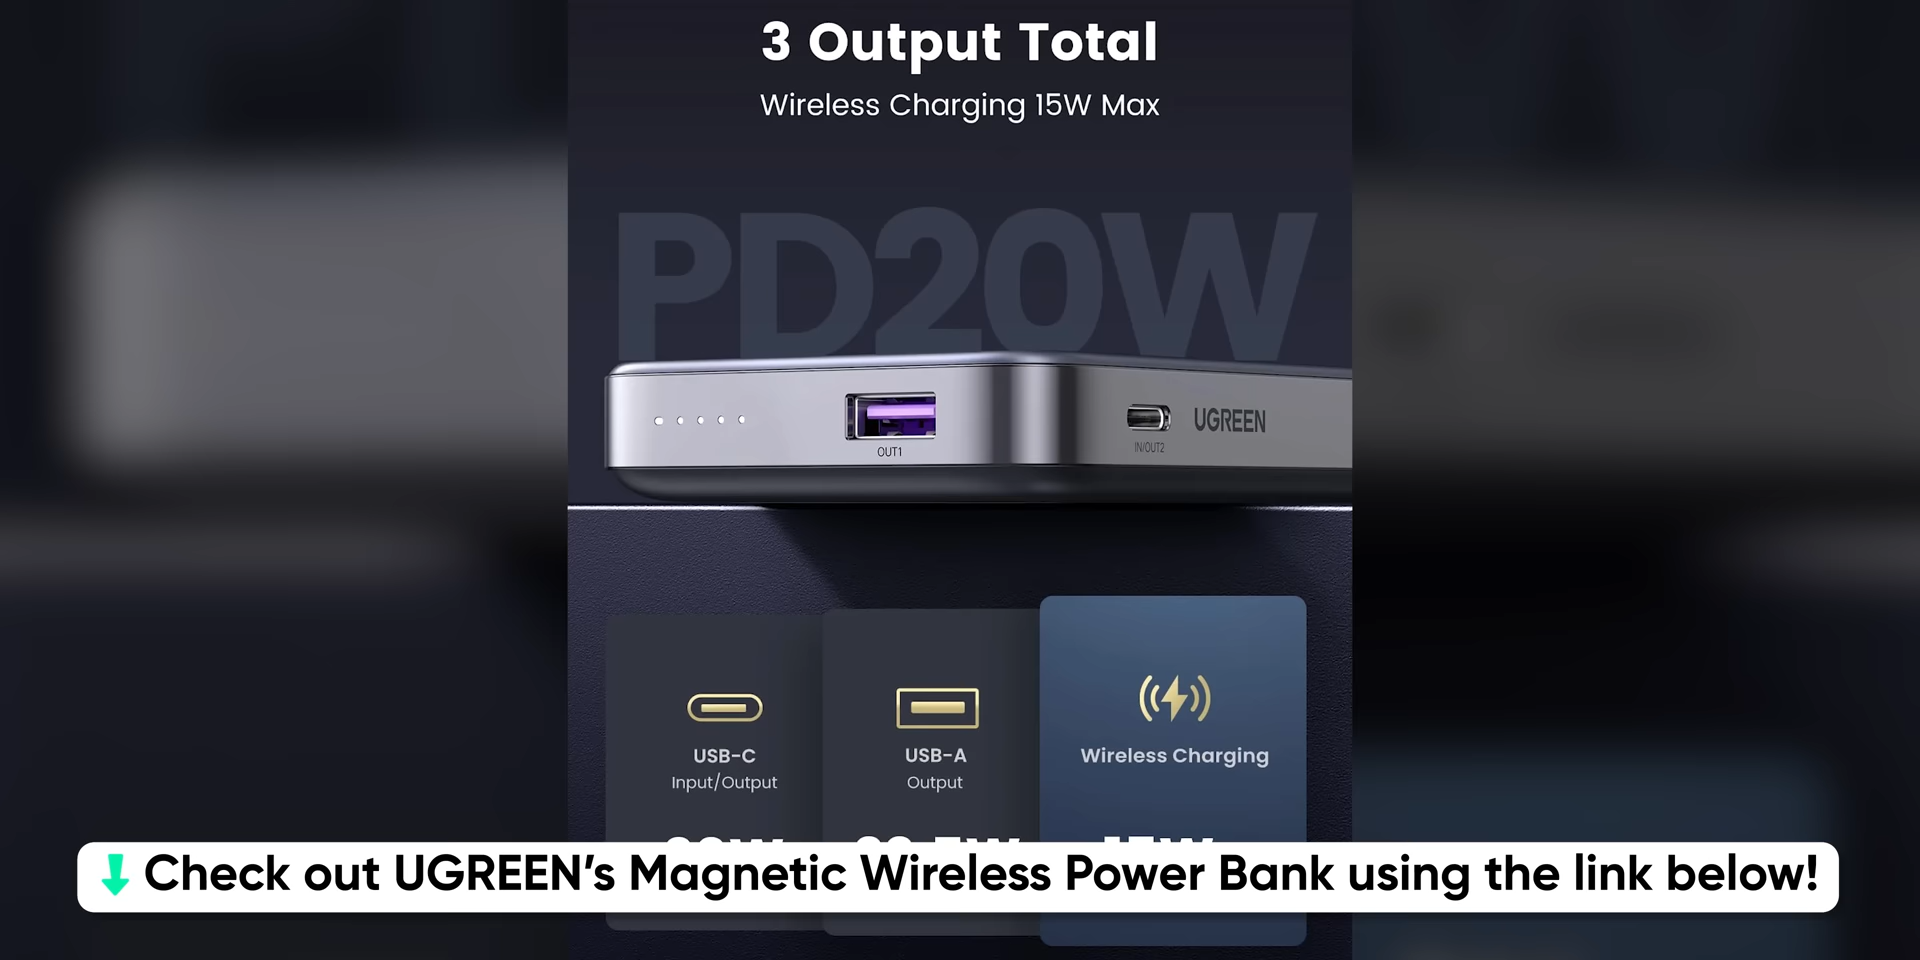 3 Output Total
Wireless Charging 15W Max
PD20W
OUT1
IN/OUT2
UGREEN
USB-C
Input/Output
USB-A
Output
Wireless Charging
Check out UGREEN’s Magnetic Wireless Power Bank using the link below!